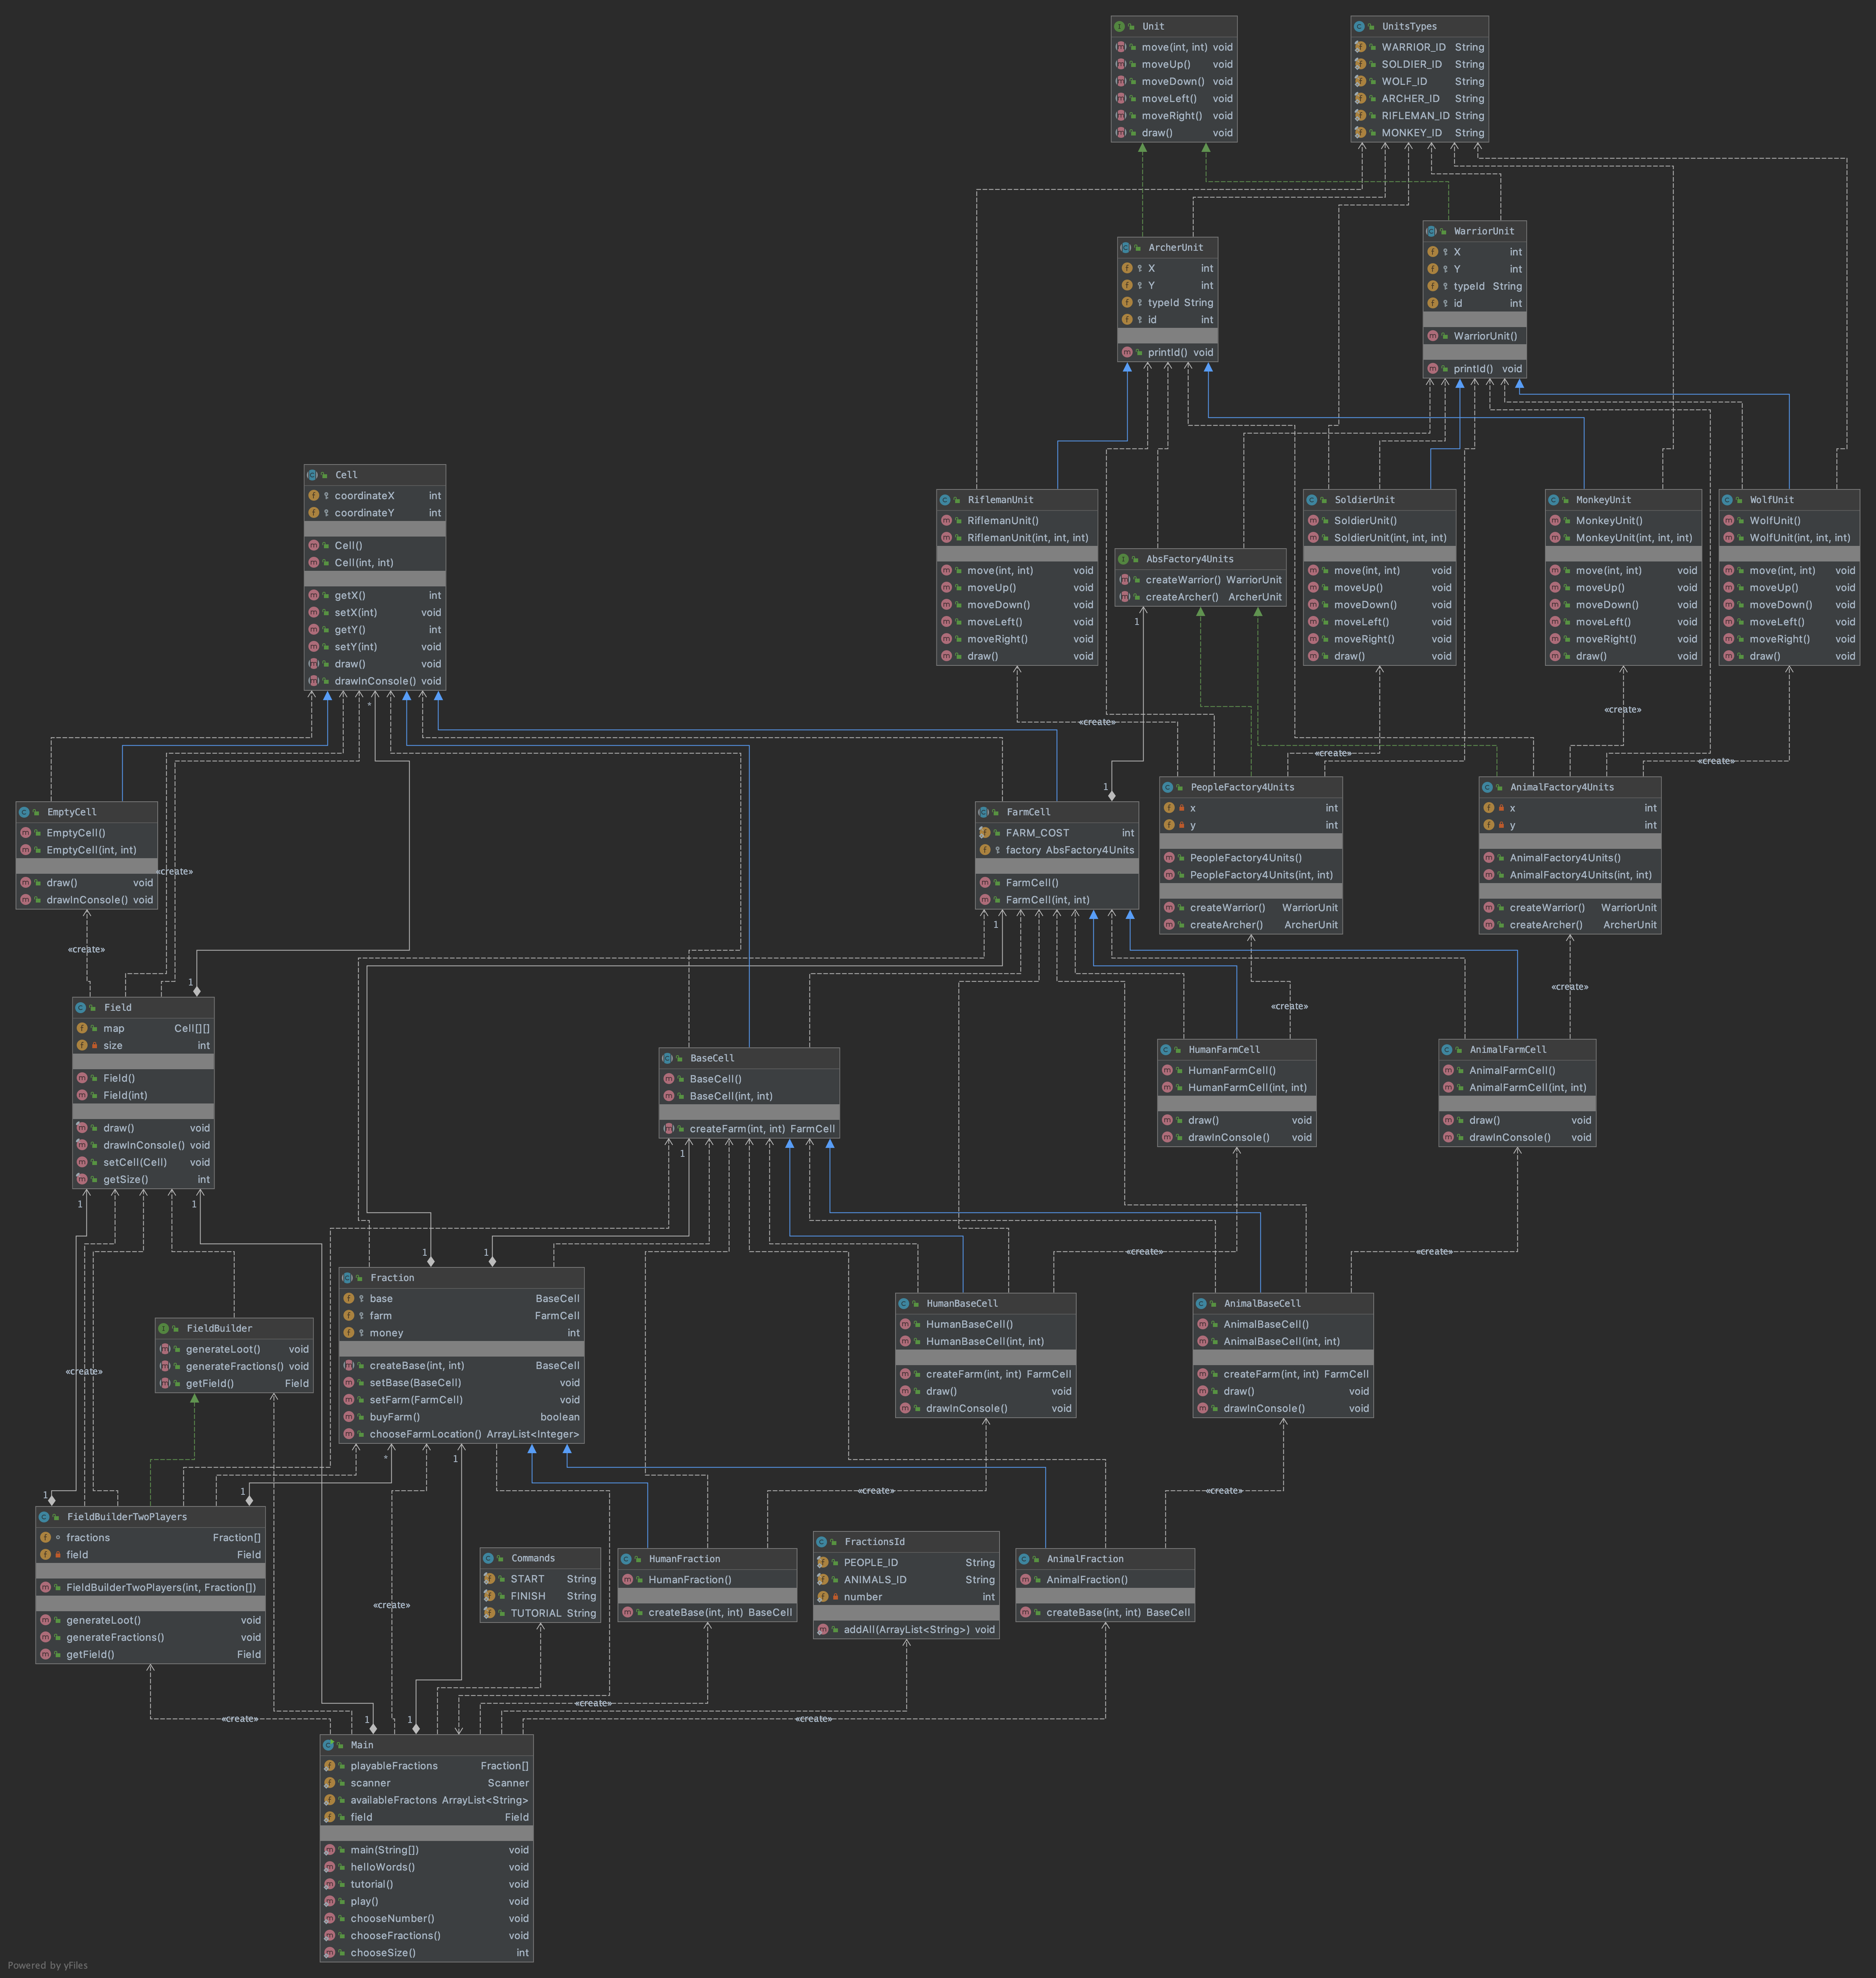 Unit
move(int, int) void
moveUp() void
moveDown() void
moveLeft() void
moveRight() void
draw() void
UnitsTypes
WARRIOR_ID String
SOLDIER_ID String
WOLF_ID String
ARCHER_ID String
RIFLEMAN_ID String
MONKEY_ID String
ArcherUnit
X int
Y int
typeId String
id int
printId() void
WarriorUnit
X int
Y int
typeId String
id int
WarriorUnit()
printId() void
Cell
coordinateX int
coordinateY int
Cell()
Cell(int, int)
getX() int
setX(int) void
getY() int
setY(int) void
draw() void
drawInConsole() void
RiflemanUnit
RiflemanUnit()
RiflemanUnit(int, int, int)
move(int, int) void
moveUp() void
moveDown() void
moveLeft() void
moveRight() void
draw() void
AbsFactory4Units
createWarrior() WarriorUnit
createArcher() ArcherUnit
SoldierUnit
SoldierUnit()
SoldierUnit(int, int, int)
move(int, int) void
moveUp() void
moveDown() void
moveLeft() void
moveRight() void
draw() void
MonkeyUnit
MonkeyUnit()
MonkeyUnit(int, int, int)
move(int, int) void
moveUp() void
moveDown() void
moveLeft() void
moveRight() void
draw() void
WolfUnit
WolfUnit()
WolfUnit(int, int, int)
move(int, int) void
moveUp() void
moveDown() void
moveLeft() void
moveRight() void
draw() void
1
*
«create»
«create»
«create»
«create»
1
EmptyCell
EmptyCell()
EmptyCell(int, int)
draw() void
drawInConsole() void
«create»
FarmCell
FARM_COST int
factory AbsFactory4Units
FarmCell()
FarmCell(int, int)
PeopleFactory4Units
x int
y int
PeopleFactory4Units()
PeopleFactory4Units(int, int)
createWarrior() WarriorUnit
createArcher() ArcherUnit
AnimalFactory4Units
x int
y int
AnimalFactory4Units()
AnimalFactory4Units(int, int)
createWarrior() WarriorUnit
createArcher() ArcherUnit
1
«create»
1
«create»
«create»
Field
map Cell[][]
size int
Field()
Field(int)
draw() void
drawInConsole() void
setCell(Cell) void
getSize() int
BaseCell
BaseCell()
BaseCell(int, int)
createFarm(int, int) FarmCell
HumanFarmCell
HumanFarmCell()
HumanFarmCell(int, int)
draw() void
drawInConsole() void
AnimalFarmCell
AnimalFarmCell()
AnimalFarmCell(int, int)
draw() void
drawInConsole() void
1
1
1
1
1
«create»
«create»
Fraction
base BaseCell
farm FarmCell
money int
createBase(int, int) BaseCell
setBase(BaseCell) void
setFarm(FarmCell) void
buyFarm() boolean
chooseFarmLocation() ArrayList<Integer>
HumanBaseCell
HumanBaseCell()
HumanBaseCell(int, int)
createFarm(int, int) FarmCell
draw() void
drawInConsole() void
AnimalBaseCell
AnimalBaseCell()
AnimalBaseCell(int, int)
createFarm(int, int) FarmCell
draw() void
drawInConsole() void
FieldBuilder
generateLoot() void
generateFractions() void
getField() Field
«create»
*
1
1
1
«create»
«create»
FieldBuilderTwoPlayers
fractions Fraction[]
field Field
FieldBuilderTwoPlayers(int, Fraction[])
generateLoot() void
generateFractions() void
getField() Field
Commands
START String
FINISH String
TUTORIAL String
HumanFraction
HumanFraction()
createBase(int, int) BaseCell
FractionsId
PEOPLE_ID String
ANIMALS_ID String
number int
addAll(ArrayList<String>) void
AnimalFraction
AnimalFraction()
createBase(int, int) BaseCell
«create»
«create»
«create»
1
1
«create»
Main
playableFractions Fraction[]
scanner Scanner
availableFractons ArrayList<String>
field Field
main(String[]) void
helloWords() void
tutorial() void
play() void
chooseNumber() void
chooseFractions() void
chooseSize() int
Powered by yFiles